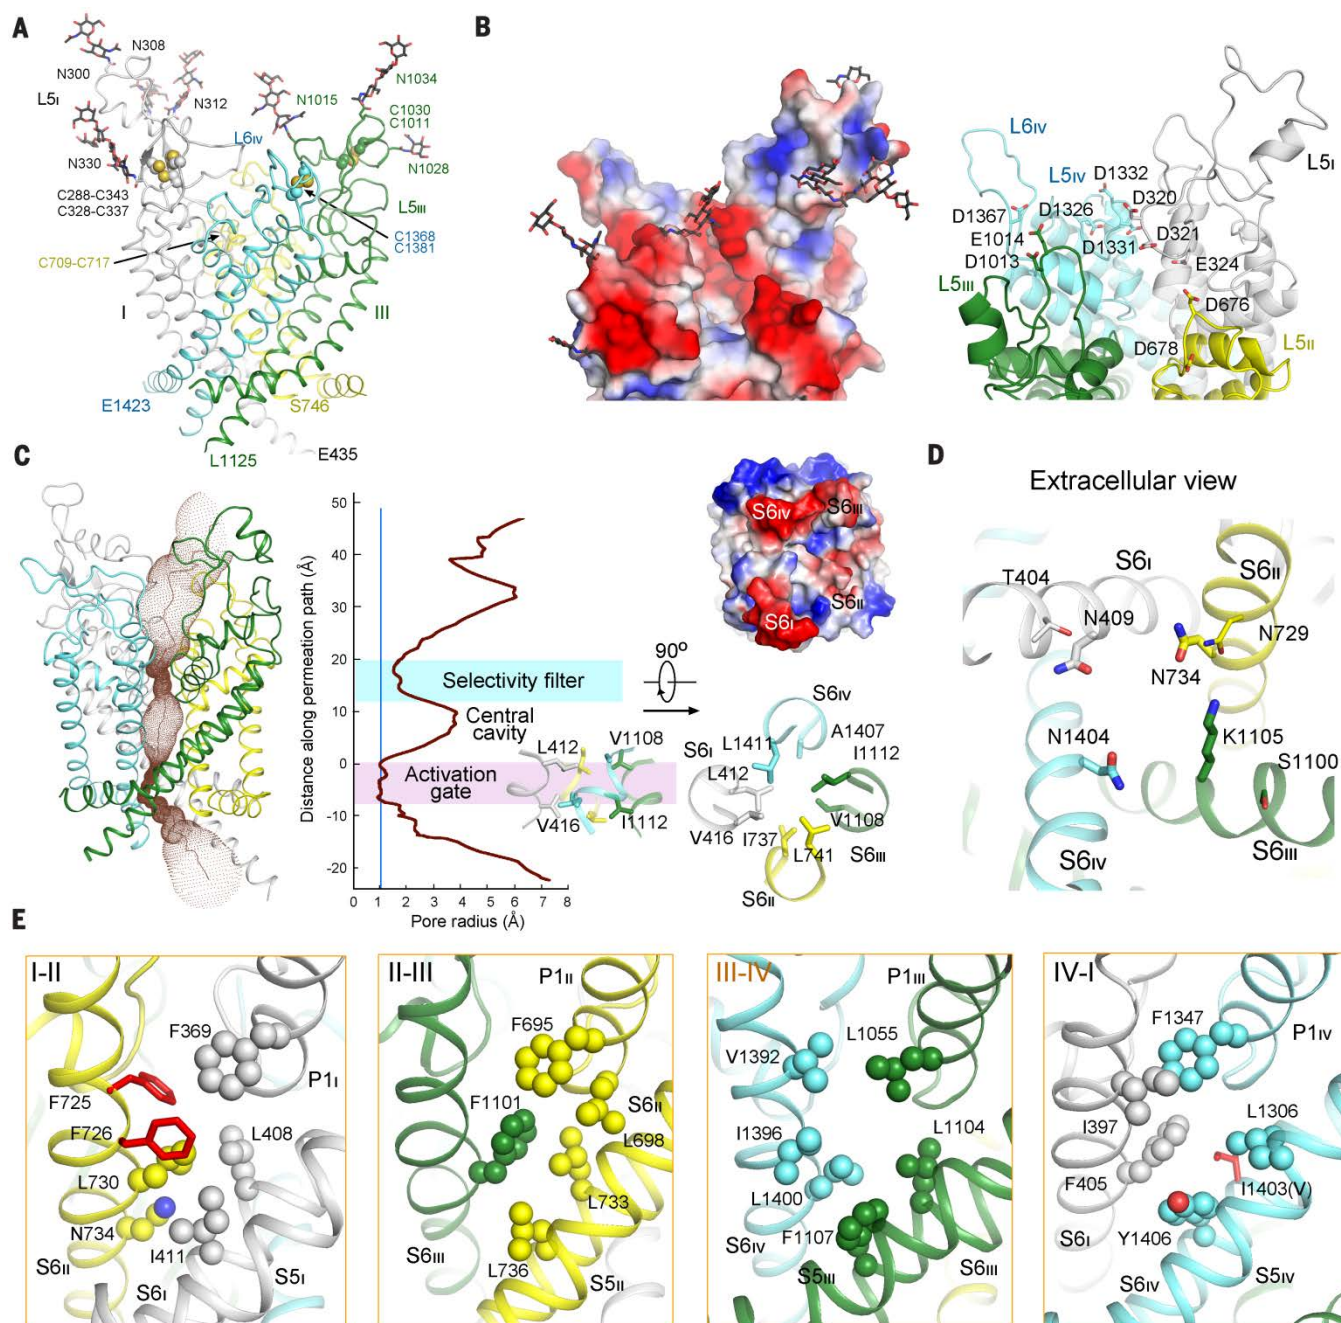 A
N308
N300
L5I
N312
N330
C288-C343
C328-C337
C709-C717
I
E1423
L6IV
N1015
N1034
C1030
C1011
N1028
L5III
C1368
C1381
III
S746
L1125
E435
B
L6IV
L5I
L5IV
D1332
D320
D1367
D1326
E1014
D1331
D321
D1013
E324
L5III
D676
D678
L5II
C
50
40
30
20
10
0
-10
-20
Distance along permeation path (Å)
0 1 2 3 4 5 6 7 8
Pore radius (Å)
Selectivity filter
Central
cavity
Activation
gate
L412
V1108
V416
I1112
90°
S6IV
S6III
S6II
S6I
S6IV
L1411
A1407
S6I
I1112
L412
V1108
V416
I737
L741
S6III
S6II
D
Extracellular view
S6I
S6II
T404
N409
N729
N734
N1404
K1105
S1100
S6IV
S6III
E
I-II
F369
P1I
F725
F726
L408
L730
N734
I411
S6II
S6I
S5I
II-III
P1II
F695
F1101
S6II
L698
L733
S6III
L736
S5II
III-IV
P1III
L1055
V1392
I1396
L1104
L1400
F1107
S6IV
S5III
S6III
IV-I
F1347
P1IV
I397
L1306
F405
I1403(V)
Y1406
S6I
S6IV
S5IV